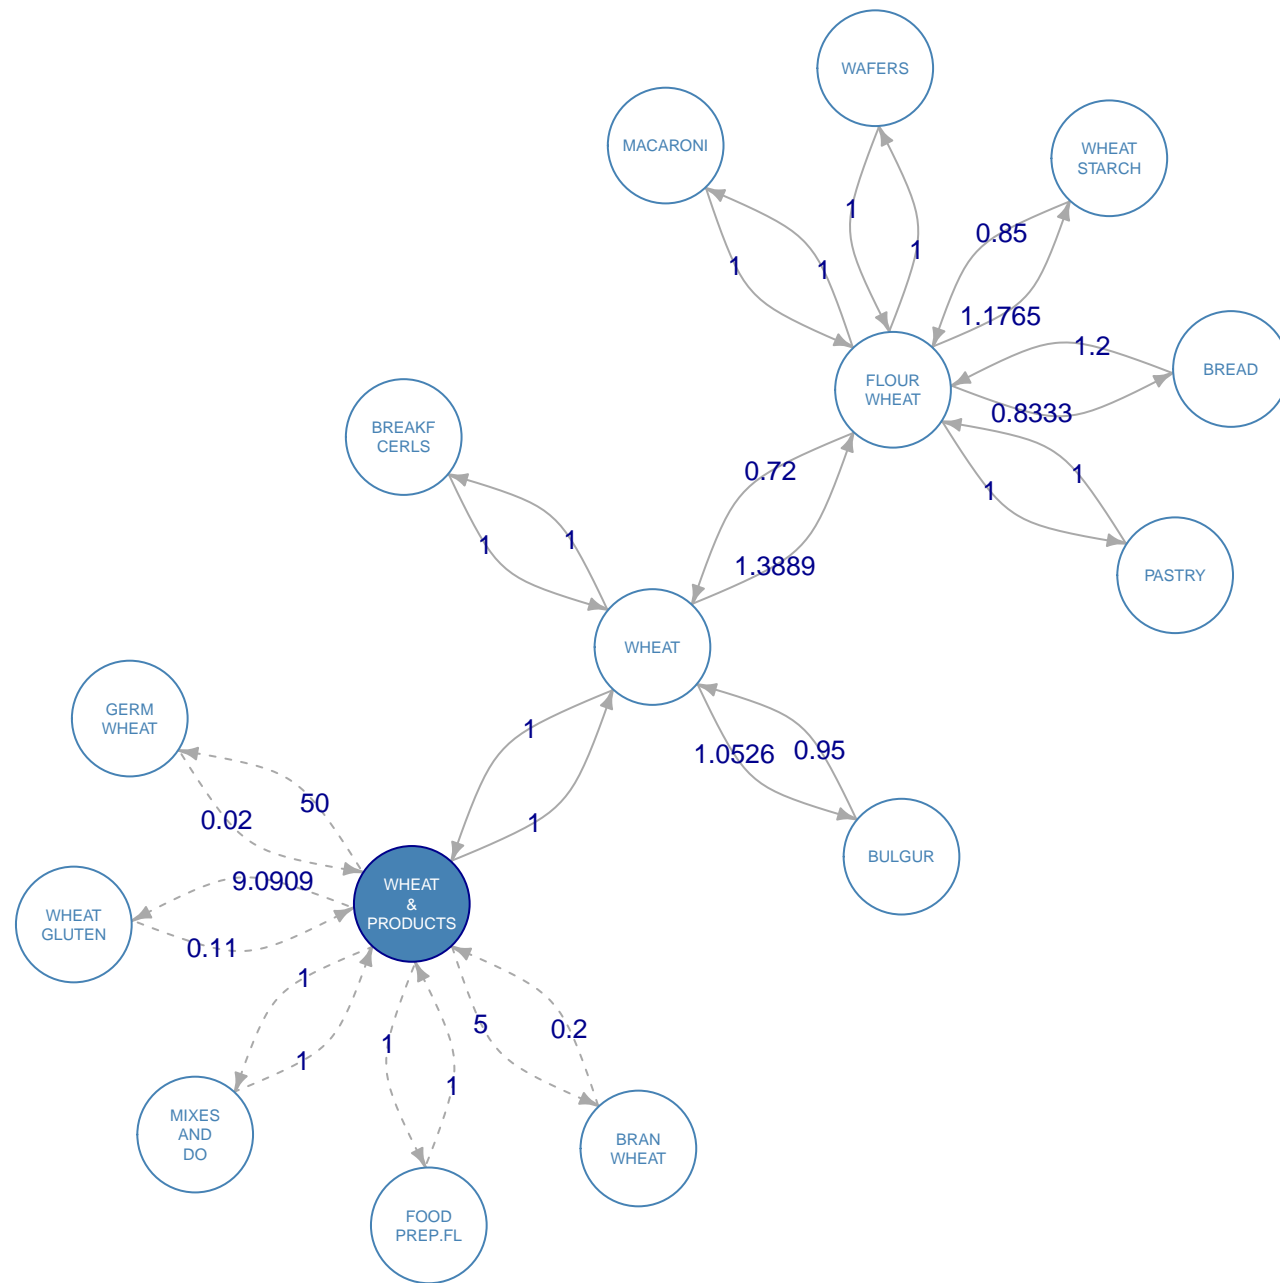 WAFERS
MACARONI
WHEAT
STARCH
1
1
0.85
1
1
1.1765
1.2
BREAD
FLOUR
WHEAT
0.8333
BREAKF
CERLS
0.72
1
1
1
1
1.3889
PASTRY
WHEAT
GERM
WHEAT
1
1.0526
0.95
50
0.02
1
BULGUR
9.0909
WHEAT
&
PRODUCTS
WHEAT
GLUTEN
0.11
1
5
0.2
1
1
1
MIXES
AND
DO
BRAN
WHEAT
FOOD
PREP.FL